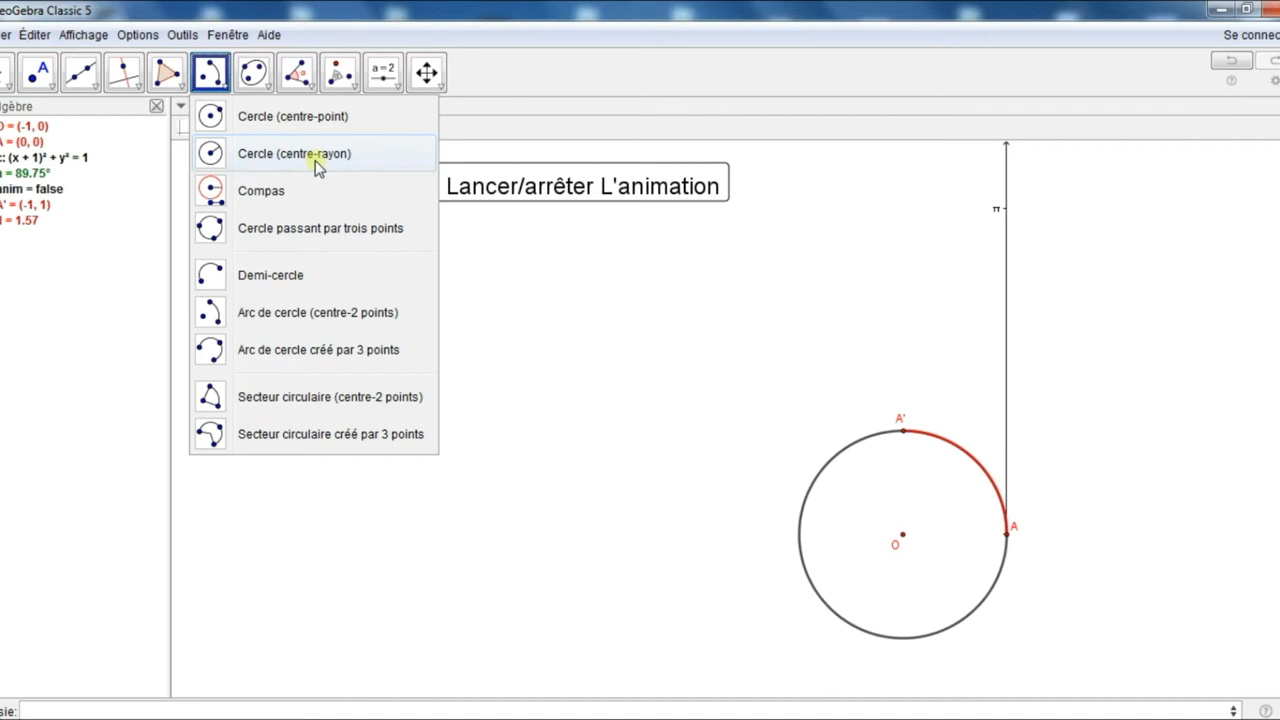 eoGebra Classic 5
er Éditer Affichage Options Outils Fenêtre Aide
Se connec
A
α
a=2
lgèbre
= (-1, 0)
A = (0, 0)
: (x + 1)² + y² = 1
= 89.75°
anim = false
A' = (-1, 1)
= 1.57
Cercle (centre-point)
Cercle (centre-rayon)
Compas
Cercle passant par trois points
Demi-cercle
Arc de cercle (centre-2 points)
Arc de cercle créé par 3 points
Secteur circulaire (centre-2 points)
Secteur circulaire créé par 3 points
Lancer/arrêter L'animation
π
A'
A
O
sie: